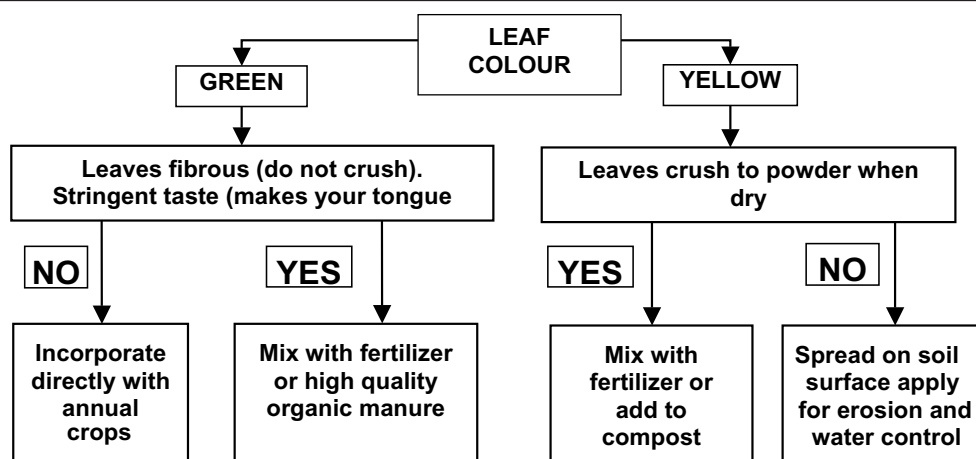 LEAF
COLOUR
GREEN
YELLOW
Leaves fibrous (do not crush).
Stringent taste (makes your tongue
Leaves crush to powder when
dry
NO
YES
YES
NO
Incorporate
directly with
annual
crops
Mix with fertilizer
or high quality
organic manure
Mix with
fertilizer or
add to
compost
Spread on soil
surface apply
for erosion and
water control